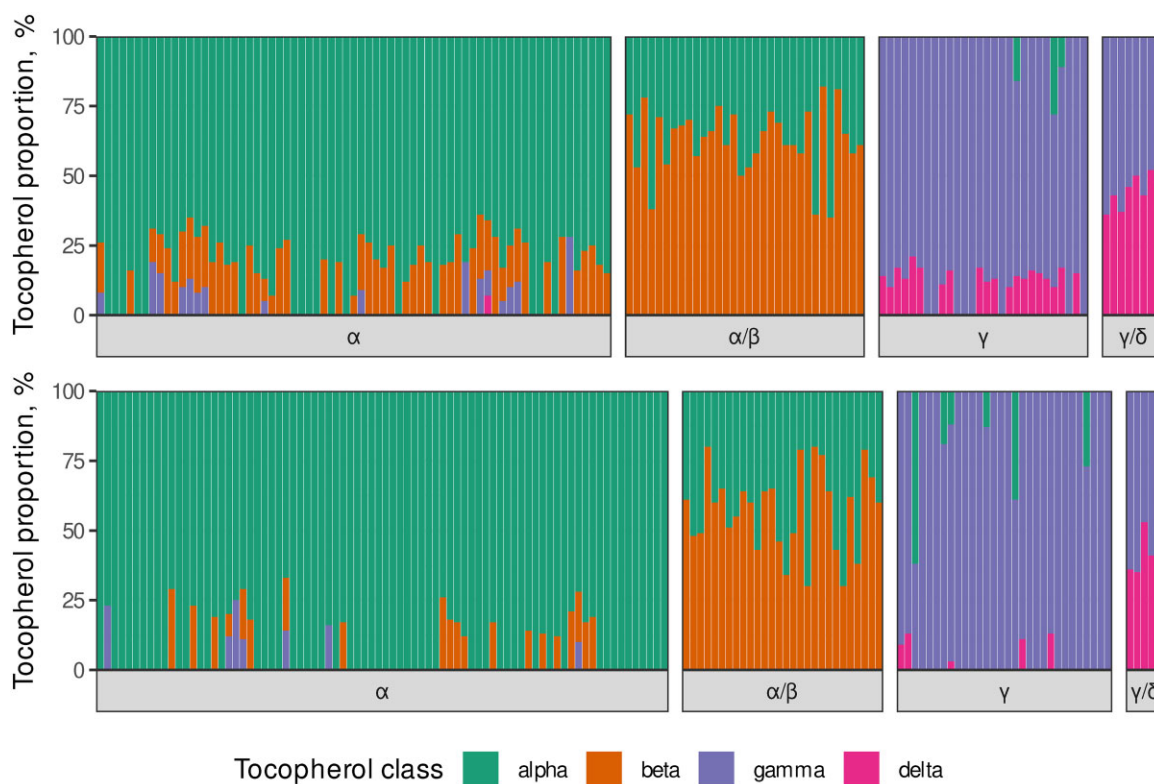 Tocopherol proportion, %
100
75
50
25
0
α
α/β
γ
γ/δ
Tocopherol proportion, %
100
75
50
25
0
α
α/β
γ
γ/δ
Tocopherol class alpha beta gamma delta